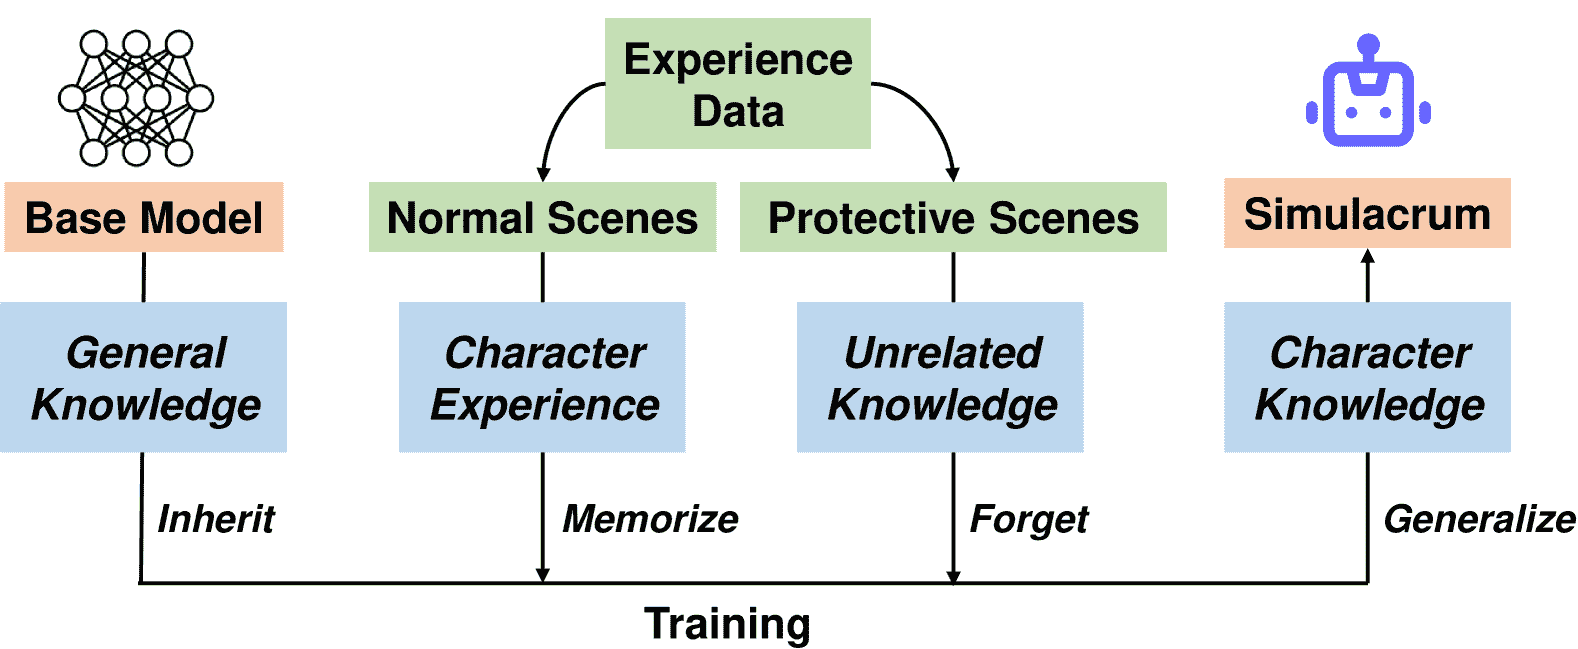 Experience
Data
Base Model
Normal Scenes
Protective Scenes
Simulacrum
General
Knowledge
Character
Experience
Unrelated
Knowledge
Character
Knowledge
Inherit
Memorize
Forget
Generalize
Training